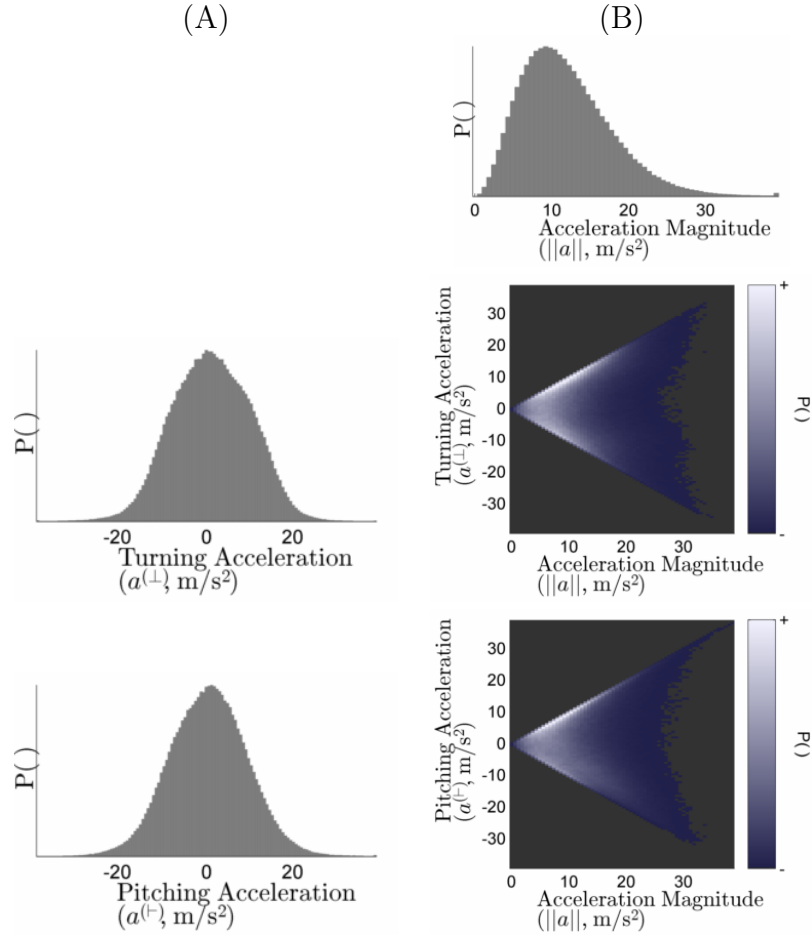 (A)
(B)
P( )
0 10 20 30
Acceleration Magnitude
(||a||, m/s²)
P( )
-20 0 20
Turning Acceleration
(a^(⊥), m/s²)
Turning Acceleration
(a^(⊥), m/s²)
30
20
10
0
-10
-20
-30
0 10 20 30
Acceleration Magnitude
(||a||, m/s²)
+
P()
-
P( )
-20 0 20
Pitching Acceleration
(a^(⊢), m/s²)
Pitching Acceleration
(a^(⊢), m/s²)
30
20
10
0
-10
-20
-30
0 10 20 30
Acceleration Magnitude
(||a||, m/s²)
+
P()
-